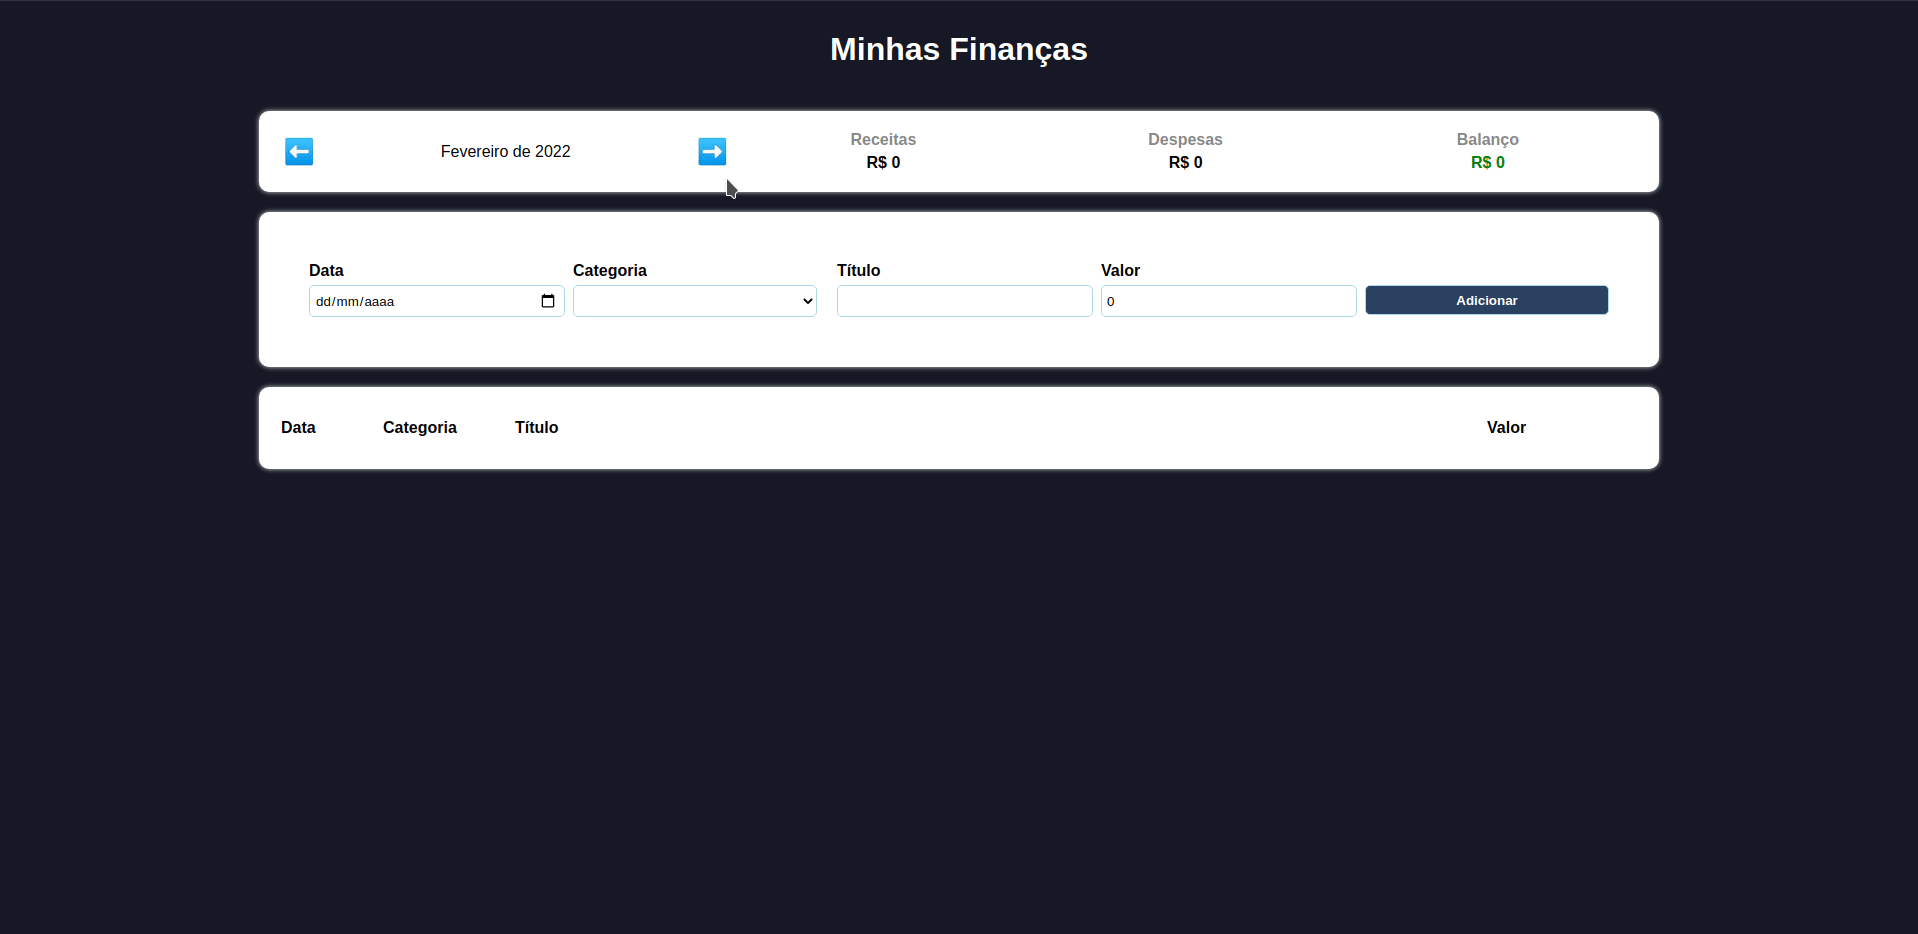 Minhas Finanças
Fevereiro de 2022
Receitas
R$ 0
Despesas
R$ 0
Balanço
R$ 0
Data
Categoria
Título
Valor
dd/mm/aaaa
0
Adicionar
Data Categoria Título Valor